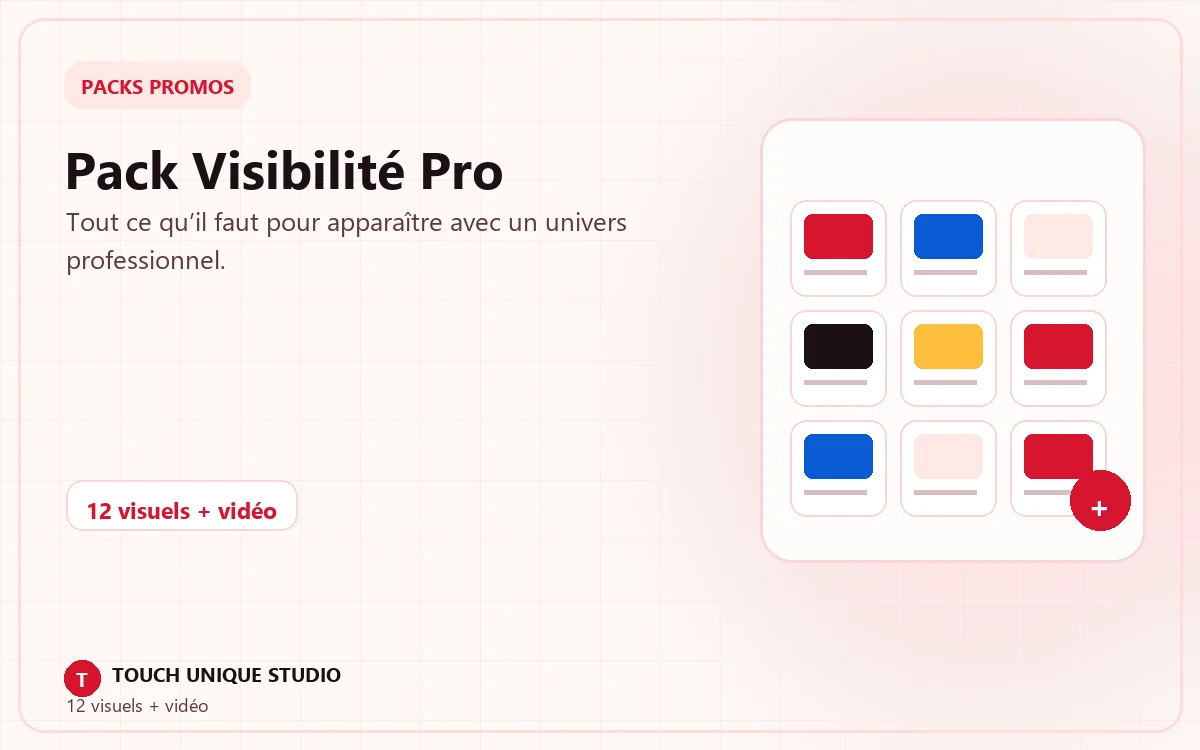 PACKS PROMOS
Pack Visibilité Pro
Tout ce qu’il faut pour apparaître avec un univers
professionnel.
12 visuels + vidéo
+
T TOUCH UNIQUE STUDIO
12 visuels + vidéo